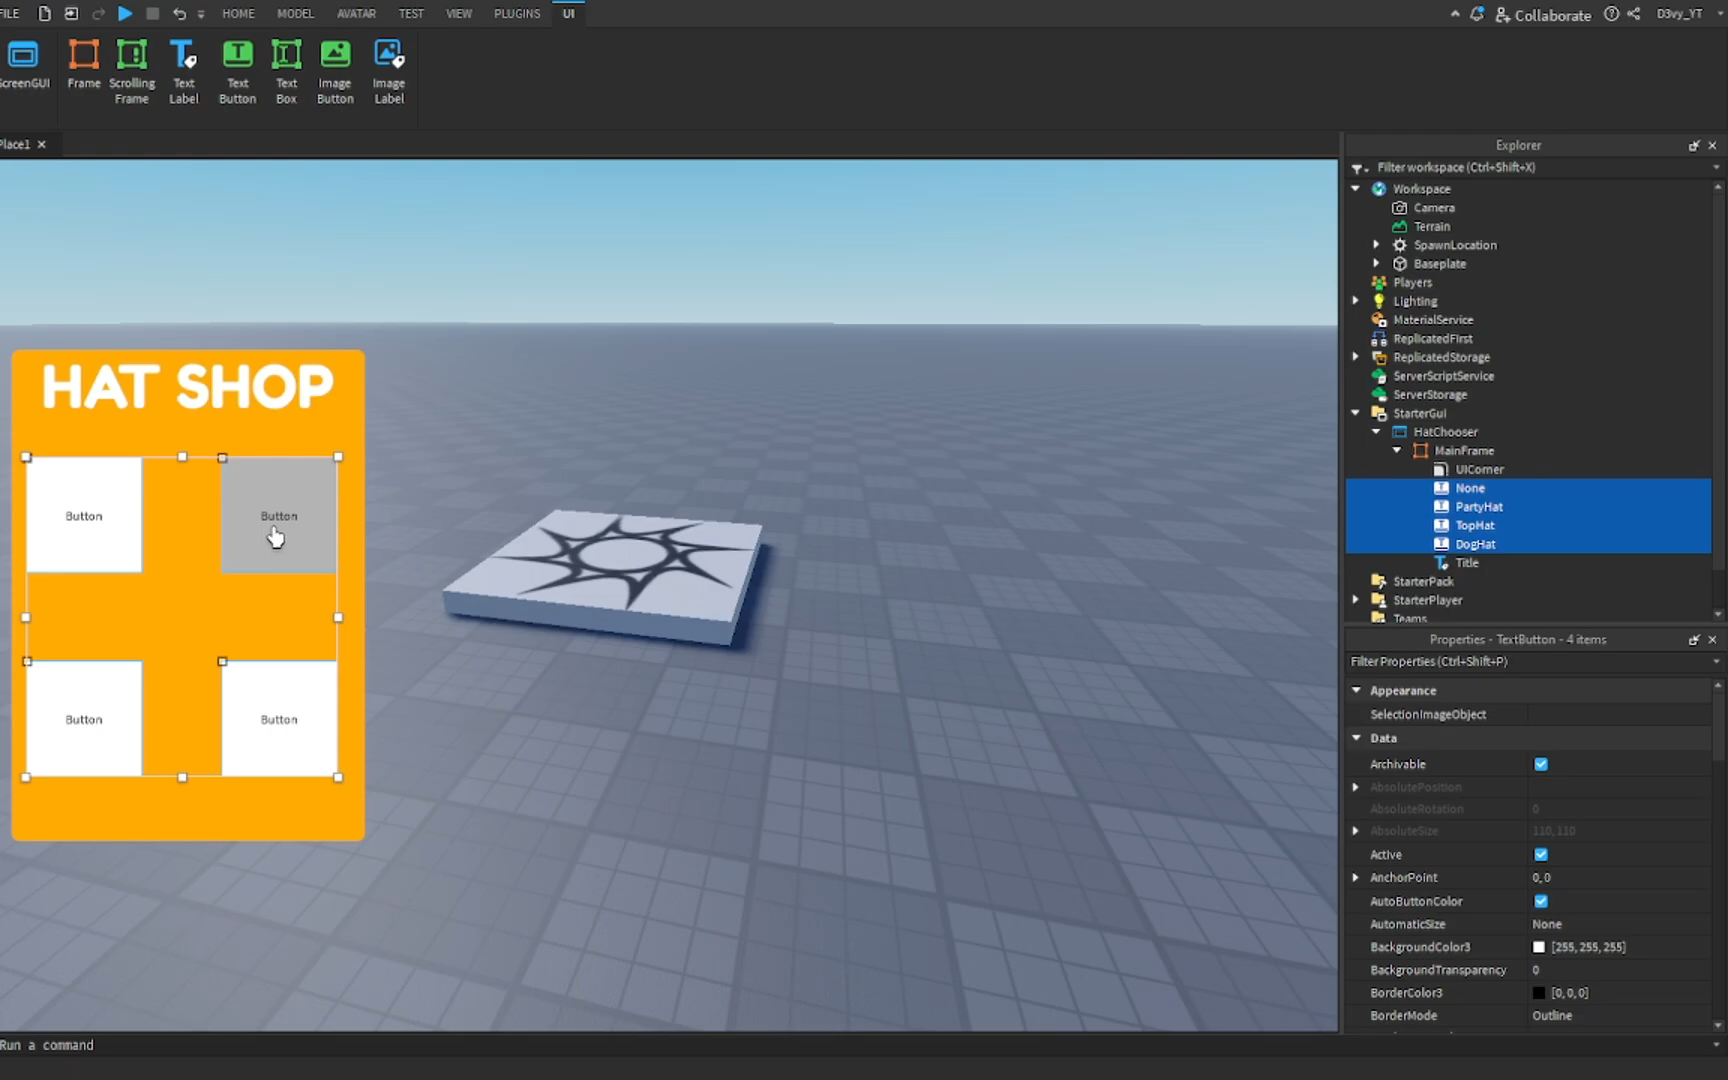 FILE HOME MODEL AVATAR TEST VIEW PLUGINS UI Collaborate D3vy_YT
ScreenGUI Frame Scrolling Frame Text Label Text Button Text Box Image Button Image Label
Place1
HAT SHOP
Button Button
Button Button
Explorer
Filter workspace (Ctrl+Shift+X)
Workspace
Camera
Terrain
SpawnLocation
Baseplate
Players
Lighting
MaterialService
ReplicatedFirst
ReplicatedStorage
ServerScriptService
ServerStorage
StarterGui
HatChooser
MainFrame
UICorner
None
PartyHat
TopHat
DogHat
Title
StarterPack
StarterPlayer
Teams
Properties - TextButton - 4 items
Filter Properties (Ctrl+Shift+P)
Appearance
SelectionImageObject
Data
Archivable
AbsolutePosition
AbsoluteRotation 0
AbsoluteSize 110, 110
Active
AnchorPoint 0, 0
AutoButtonColor
AutomaticSize None
BackgroundColor3 [255, 255, 255]
BackgroundTransparency 0
BorderColor3 [0, 0, 0]
BorderMode Outline
Run a command